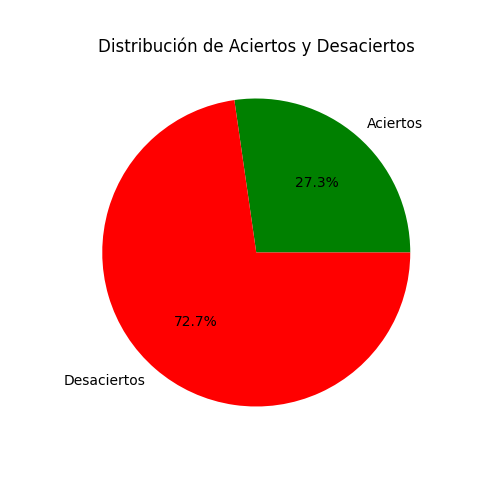 Distribución de Aciertos y Desaciertos
Aciertos
27.3%
72.7%
Desaciertos